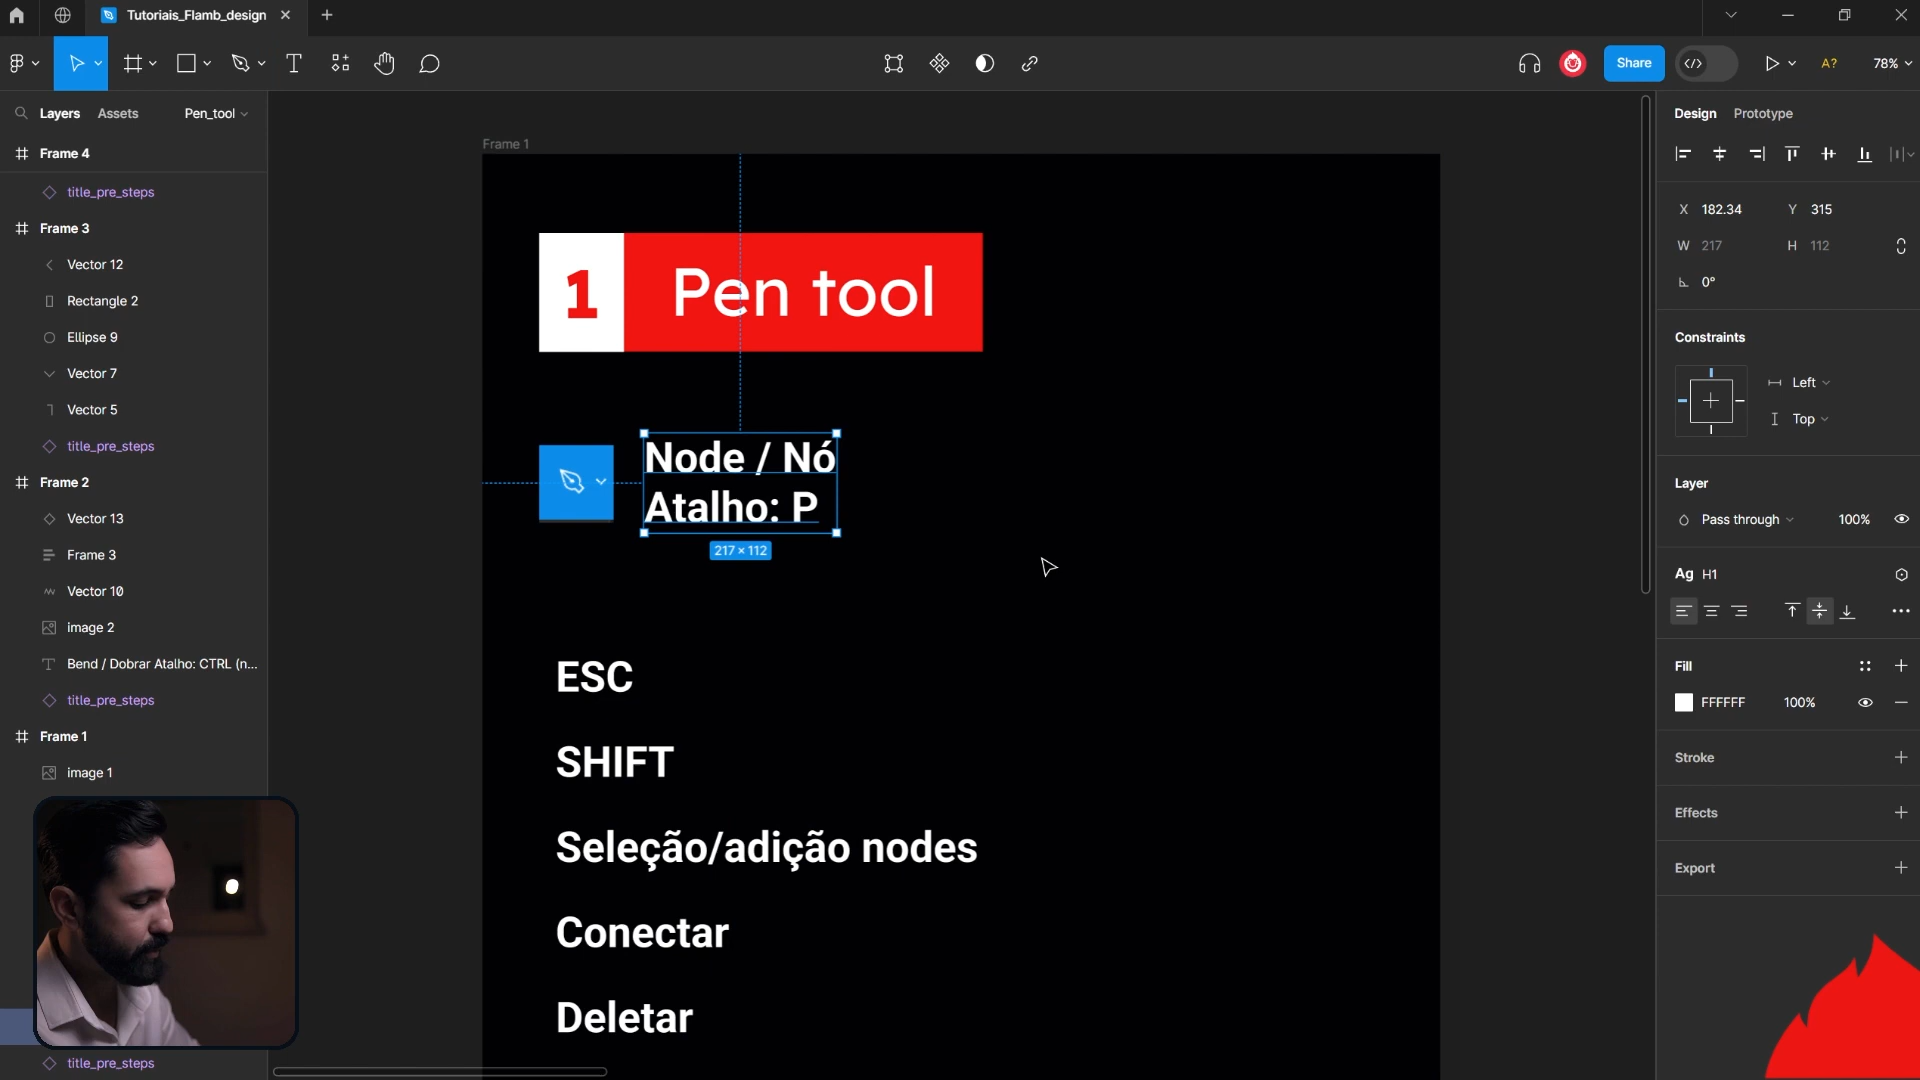 Tutoriais_Flamb_design
Share
A?
78%
Layers
Assets
Pen_tool
Frame 4
title_pre_steps
Frame 3
Vector 12
Rectangle 2
Ellipse 9
Vector 7
Vector 5
title_pre_steps
Frame 2
Vector 13
Frame 3
Vector 10
image 2
Bend / Dobrar Atalho: CTRL (n...
title_pre_steps
Frame 1
image 1
title_pre_steps
Frame 1
1 Pen tool
Node / Nó
Atalho: P
217 × 112
ESC
SHIFT
Seleção/adição nodes
Conectar
Deletar
Design
Prototype
X 182.34 Y 315
W 217 H 112
0°
Constraints
Left
Top
Layer
Pass through 100%
Ag H1
Fill
FFFFFF 100%
Stroke
Effects
Export